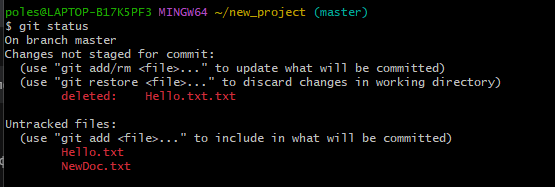 poles@LAPTOP-B17K5PF3 MINGW64 ~/new_project (master)
$ git status
On branch master
Changes not staged for commit:
  (use "git add/rm <file>..." to update what will be committed)
  (use "git restore <file>..." to discard changes in working directory)
        deleted:    Hello.txt.txt

Untracked files:
  (use "git add <file>..." to include in what will be committed)
        Hello.txt
        NewDoc.txt